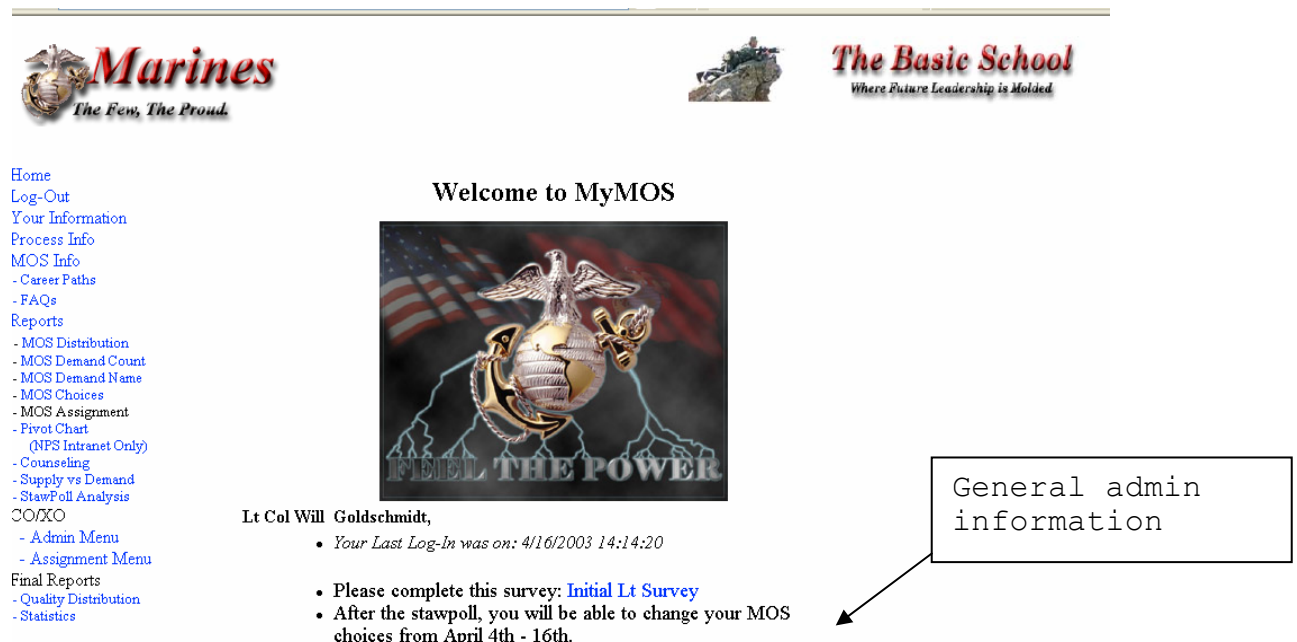 Marines
The Few, The Proud.
The Basic School
Where Future Leadership is Molded
Home
Log-Out
Your Information
Process Info
MOS Info
- Career Paths
- FAQs
Reports
- MOS Distribution
- MOS Demand Count
- MOS Demand Name
- MOS Choices
- MOS Assignment
- Pivot Chart
(NPS Intranet Only)
- Counseling
- Supply vs Demand
- StawPoll Analysis
CO/XO
- Admin Menu
- Assignment Menu
Final Reports
- Quality Distribution
- Statistics
Welcome to MyMOS
FEEL THE POWER
Lt Col Will Goldschmidt,
• Your Last Log-In was on: 4/16/2003 14:14:20
• Please complete this survey: Initial Lt Survey
• After the stawpoll, you will be able to change your MOS
choices from April 4th - 16th.
General admin
information